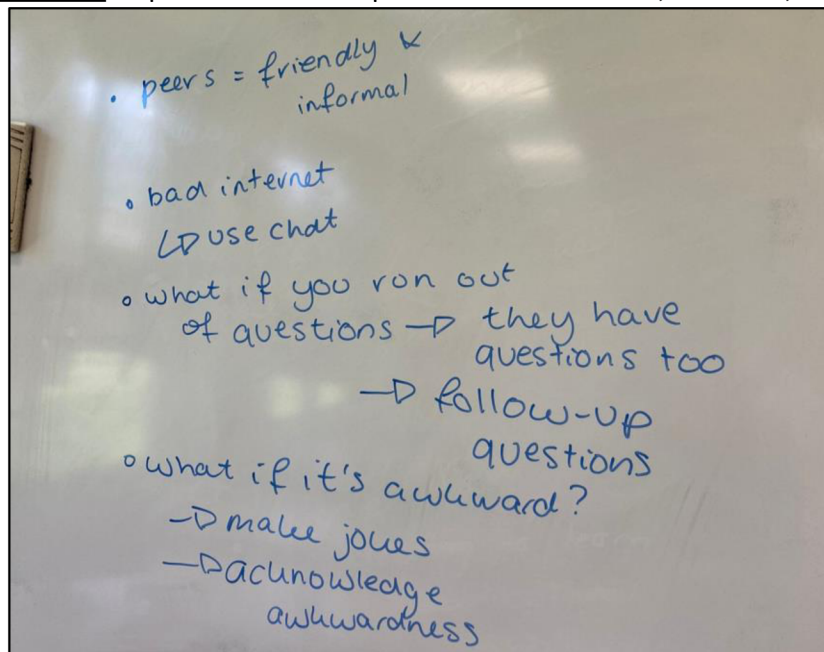 • peers = friendly &
informal
• bad internet
↳ use chat
• what if you run out
of questions → they have
questions too
→ follow-up
questions
• what if it's awkward?
→ make jokes
→ acknowledge
awkwardness